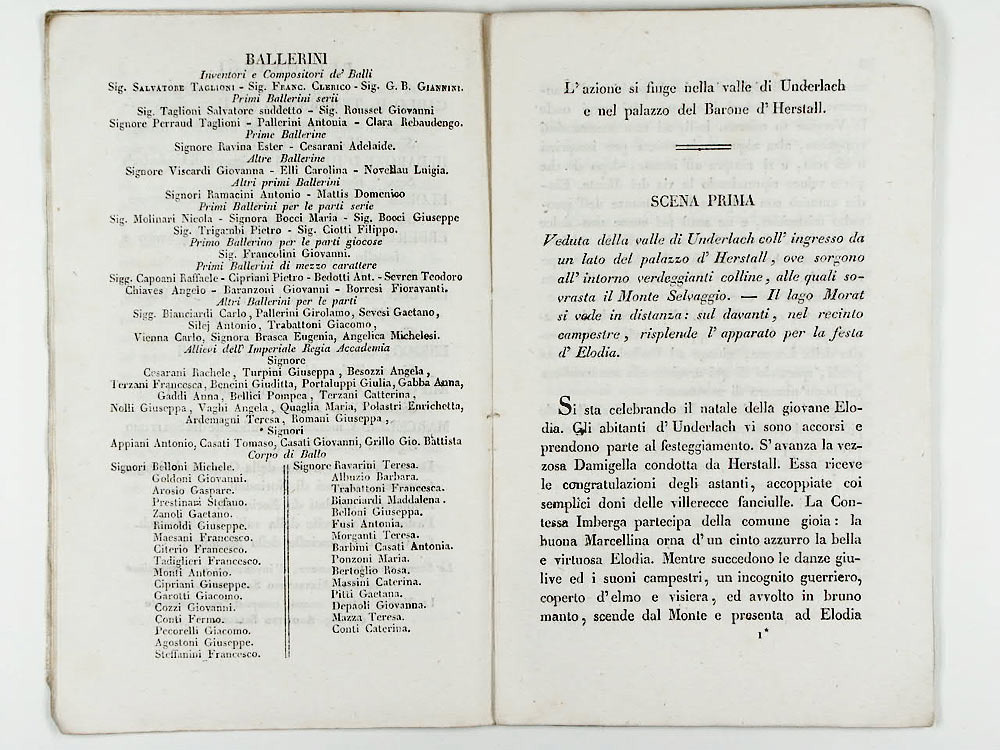 BALLERINI
Inventori e Compositori de' Balli
Sig. SALVATORE TAGLIONI - Sig. FRANC. CLERICO - Sig. G. B. GIANNINI.
Primi Ballerini serii
Sig. Taglioni Salvatore suddetto - Sig. Rousset Giovanni
Signore Perraud Taglioni - Pallerini Antonia - Clara Rebaudengo.
Prime Ballerine
Signore Ravina Ester - Cesarani Adelaide.
Altre Ballerine
Signore Viscardi Giovanna - Elli Carolina - Novellau Luigia.
Altri primi Ballerini
Signori Ramacini Antonio - Mattis Domenico
Primi Ballerini per le parti serie
Sig. Molinari Nicola - Signora Bocci Maria - Sig. Bocci Giuseppe
Sig. Trigambi Pietro - Sig. Ciotti Filippo.
Primo Ballerino per le parti giocose
Sig. Francolini Giovanni.
Primi Ballerini di mezzo carattere
Sigg. Capoani Raffaele - Cipriani Pietro - Bedotti Ant. - Sevren Teodoro
Chiaves Angelo - Baranzoni Giovanni - Borresi Fioravanti.
Altri Ballerini per le parti
Sigg. Bianciardi Carlo, Pallerini Girolamo, Sevesi Gaetano,
Silej Antonio, Trabattoni Giacomo,
Vienna Carlo, Signora Brasca Eugenia, Angelica Michelesi.
Allievi dell' Imperiale Regia Accademia
Signore
Cesarani Rachele, Turpini Giuseppa, Besozzi Angela,
Terzani Francesca, Bencini Giuditta, Portaluppi Giulia, Gabba Anna,
Gaddi Anna, Bellici Pompea, Terzani Catterina,
Nolli Giuseppa, Vaghi Angela, Quaglia Maria, Polastri Enrichetta,
Ardemagni Teresa, Romani Giuseppa,
Signori
Appiani Antonio, Casati Tomaso, Casati Giovanni, Grillo Gio. Battista
Corpo di Ballo
Signori Belloni Michele.
Goldoni Giovanni.
Arosio Gaspare.
Prestinari Stefano.
Zanoli Gaetano.
Rimoldi Giuseppe.
Maesani Francesco.
Citerio Francesco.
Tadiglieri Francesco.
Monti Antonio.
Cipriani Giuseppe.
Garotti Giacomo.
Cozzi Giovanni.
Conti Fermo.
Pecorelli Giacomo.
Agostoni Giuseppe.
Steffanini Francesco.
Signore Ravarini Teresa.
Albuzio Barbara.
Trabattoni Francesca.
Bianciardi Maddalena.
Belloni Giuseppa.
Fusi Antonia.
Morganti Teresa.
Barbini Casati Antonia.
Ponzoni Maria.
Bertoglio Rosa.
Massini Caterina.
Pitti Gaetana.
Depaoli Giovanna.
Mazza Teresa.
Conti Caterina.
L'azione si finge nella valle di Underlach
e nel palazzo del Barone d'Herstall.
SCENA PRIMA
Veduta della valle di Underlach coll' ingresso da
un lato del palazzo d' Herstall, ove sorgono
all' intorno verdeggianti colline, alle quali so-
vrasta il Monte Selvaggio. — Il lago Morat
si vede in distanza: sul davanti, nel recinto
campestre, risplende l' apparato per la festa
d' Elodia.
Si sta celebrando il natale della giovane Elo-
dia. Gli abitanti d' Underlach vi sono accorsi e
prendono parte al festeggiamento. S' avanza la vez-
zosa Damigella condotta da Herstall. Essa riceve
le congratulazioni degli astanti, accoppiate coi
semplici doni delle villerecce fanciulle. La Con-
tessa Imberga partecipa della comune gioia: la
buona Marcellina orna d' un cinto azzurro la bella
e virtuosa Elodia. Mentre succedono le danze giu-
live ed i suoni campestri, un incognito guerriero,
coperto d' elmo e visiera, ed avvolto in bruno
manto, scende dal Monte e presenta ad Elodia
1*